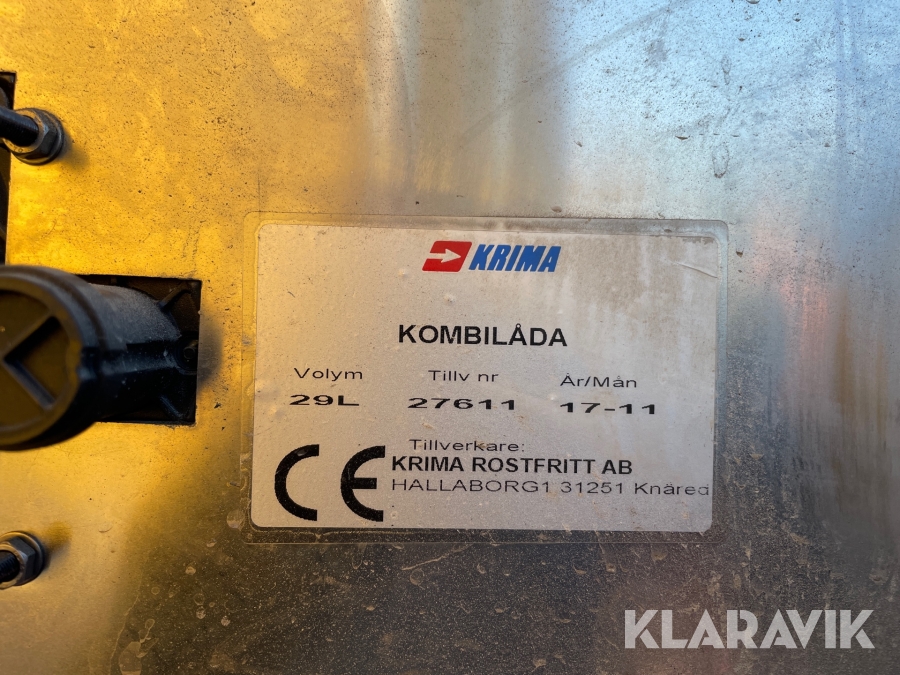 KRIMA
KOMBILÅDA
Volym Tillv nr År/Mån
29L 27611 17-11
Tillverkare:
CE KRIMA ROSTFRITT AB
HALLABORG1 31251 Knäred
KLARAVIK